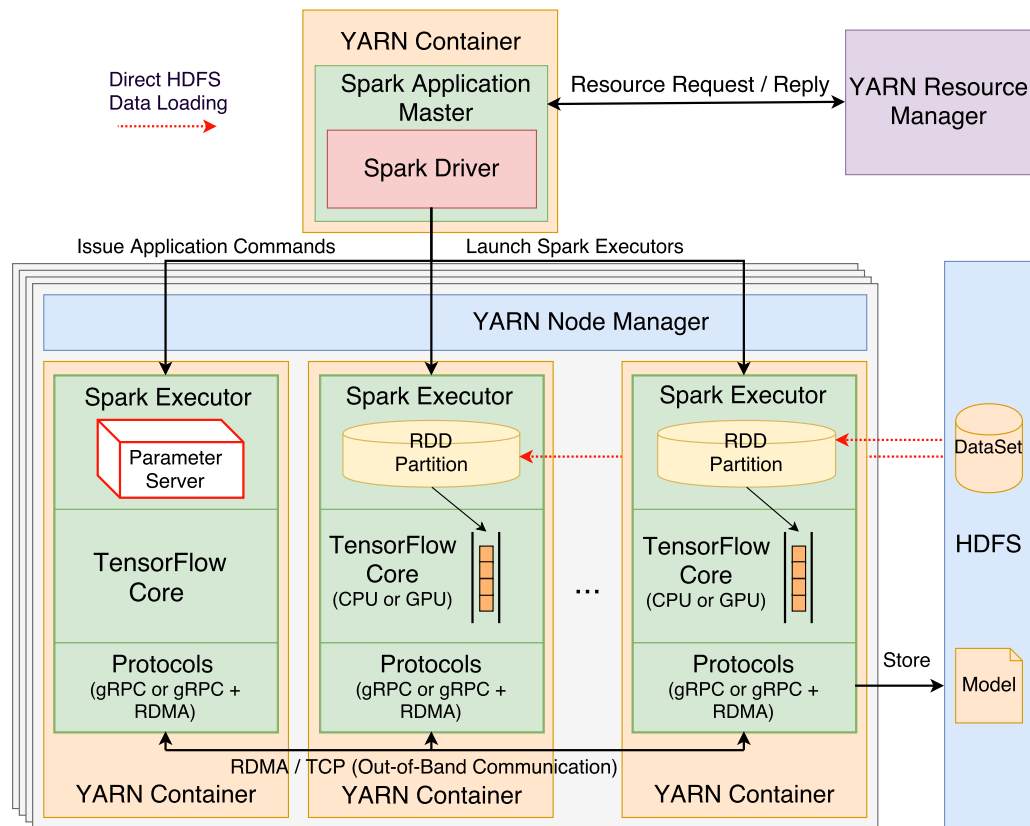 YARN Container
Direct HDFS
Data Loading
Spark Application
Master
Spark Driver
Resource Request / Reply
YARN Resource
Manager
Issue Application Commands
Launch Spark Executors
YARN Node Manager
Spark Executor
Parameter
Server
TensorFlow
Core
Protocols
(gRPC or gRPC +
RDMA)
YARN Container
Spark Executor
RDD
Partition
TensorFlow
Core
(CPU or GPU)
Protocols
(gRPC or gRPC +
RDMA)
YARN Container
...
Spark Executor
RDD
Partition
TensorFlow
Core
(CPU or GPU)
Protocols
(gRPC or gRPC +
RDMA)
YARN Container
RDMA / TCP (Out-of-Band Communication)
DataSet
HDFS
Store
Model